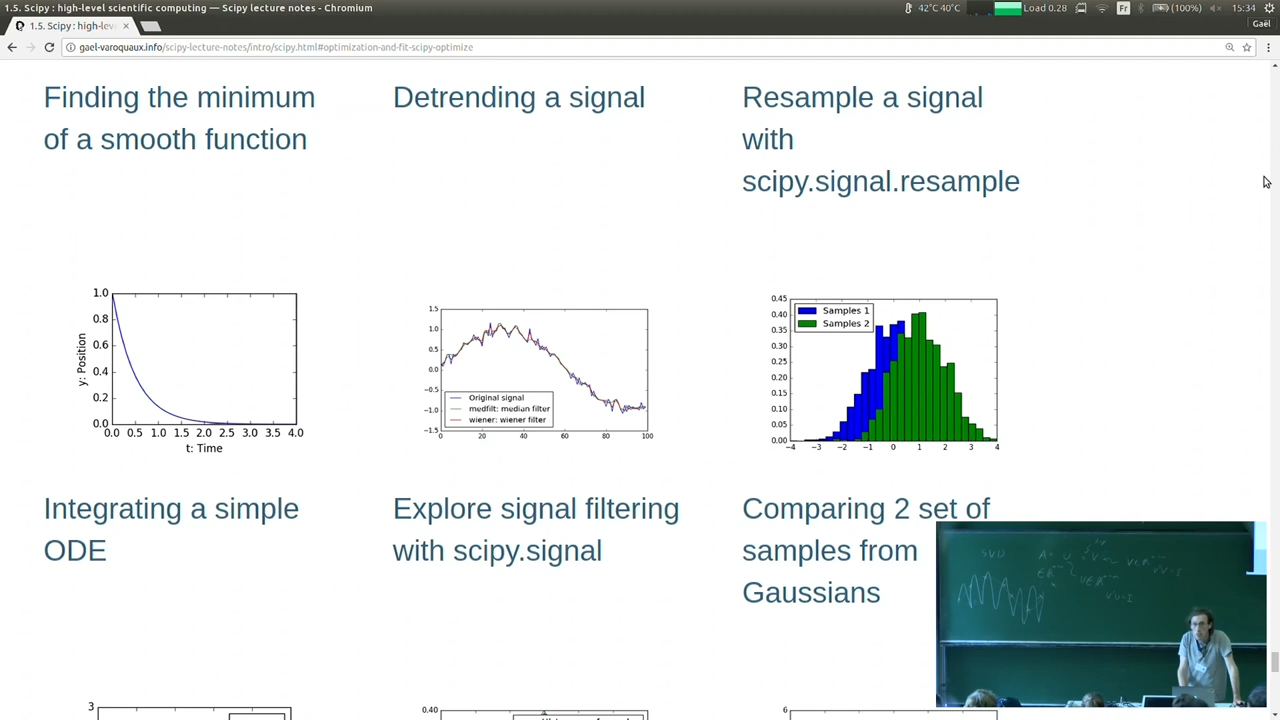 1.5. Scipy : high-level scientific computing — Scipy lecture notes - Chromium
42°C 40°C Load 0.28 Fr (100%) 15:34
1.5. Scipy : high-lev
Gaël
gael-varoquaux.info/scipy-lecture-notes/intro/scipy.html#optimization-and-fit-scipy-optimize
Finding the minimum
of a smooth function
Detrending a signal
Resample a signal
with
scipy.signal.resample
1.0
0.8
0.6
0.4
0.2
0.0
y: Position
0.0 0.5 1.0 1.5 2.0 2.5 3.0 3.5 4.0
t: Time
1.5
1.0
0.5
0.0
−0.5
−1.0
−1.5
Original signal
medfilt: median filter
wiener: wiener filter
0 20 40 60 80 100
0.45
0.40
0.35
0.30
0.25
0.20
0.15
0.10
0.05
0.00
Samples 1
Samples 2
−4 −3 −2 −1 0 1 2 3 4
Integrating a simple
ODE
Explore signal filtering
with scipy.signal
Comparing 2 set of
samples from
Gaussians
SVD
3
0.40
6